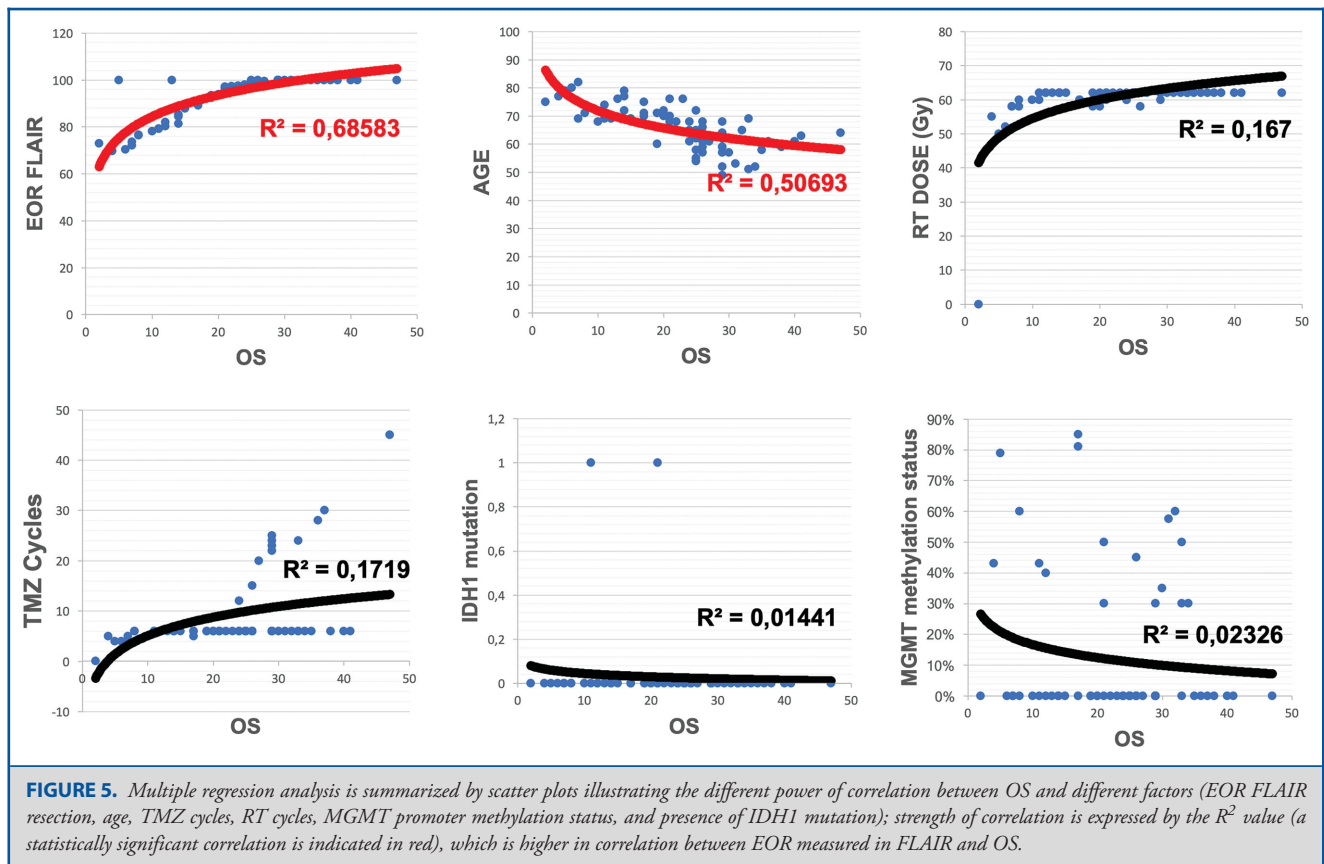 120
100
80
60
40
20
0
EOR FLAIR
R² = 0,68583
0 10 20 30 40 50
OS
100
90
80
70
60
50
40
30
20
10
0
AGE
R² = 0,50693
0 10 20 30 40 50
OS
80
70
60
50
40
30
20
10
0
RT DOSE (Gy)
R² = 0,167
0 10 20 30 40 50
OS
50
40
30
20
10
0
-10
TMZ Cycles
R² = 0,1719
0 10 20 30 40 50
OS
1,2
1
0,8
0,6
0,4
0,2
0
IDH1 mutation
R² = 0,01441
0 10 20 30 40 50
OS
90%
80%
70%
60%
50%
40%
30%
20%
10%
0%
MGMT methylation status
R² = 0,02326
0 10 20 30 40 50
OS
FIGURE 5. Multiple regression analysis is summarized by scatter plots illustrating the different power of correlation between OS and different factors (EOR FLAIR
resection, age, TMZ cycles, RT cycles, MGMT promoter methylation status, and presence of IDH1 mutation); strength of correlation is expressed by the R² value (a
statistically significant correlation is indicated in red), which is higher in correlation between EOR measured in FLAIR and OS.